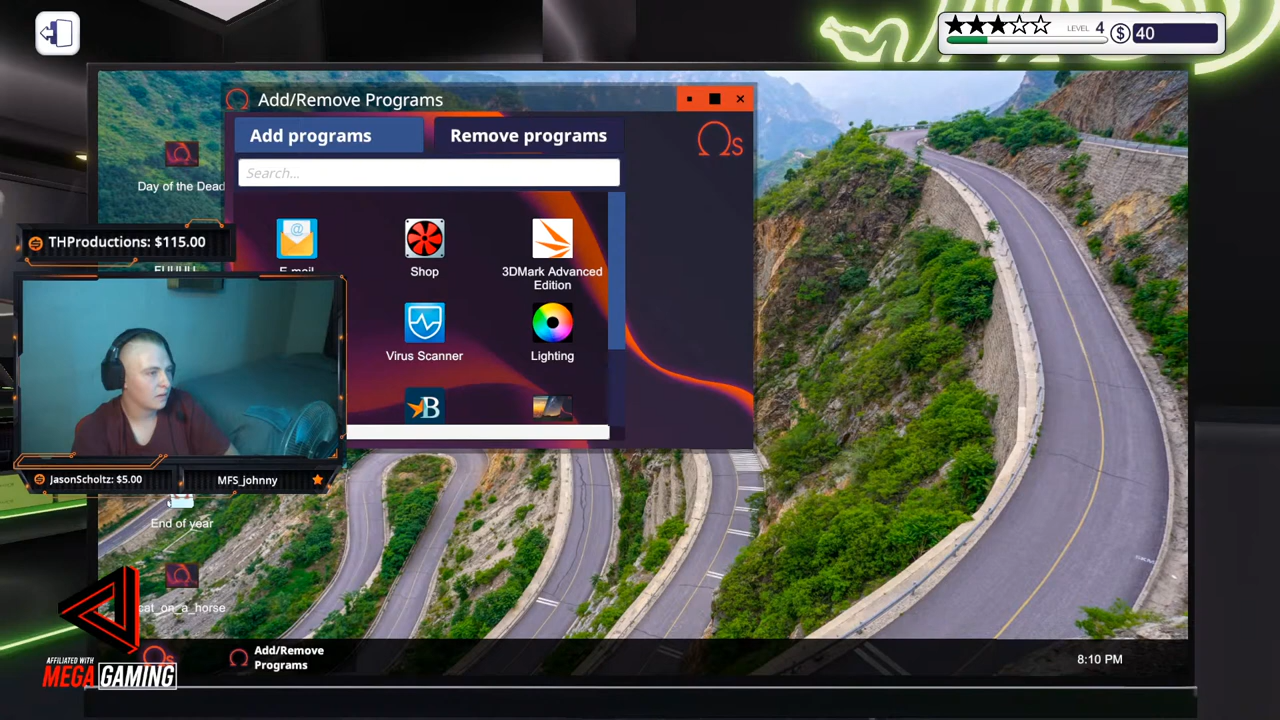 LEVEL 4
$ 40
Add/Remove Programs
Add programs
Remove programs
Search...
Ωs
Day of the Dead
THProductions: $115.00
E-mail
Shop
3DMark Advanced
Edition
Virus Scanner
Lighting
B
JasonScholtz: $5.00
MFS_johnny
End of year
cat_on_a_horse
Add/Remove
Programs
8:10 PM
AFFILIATED WITH
MEGA GAMING